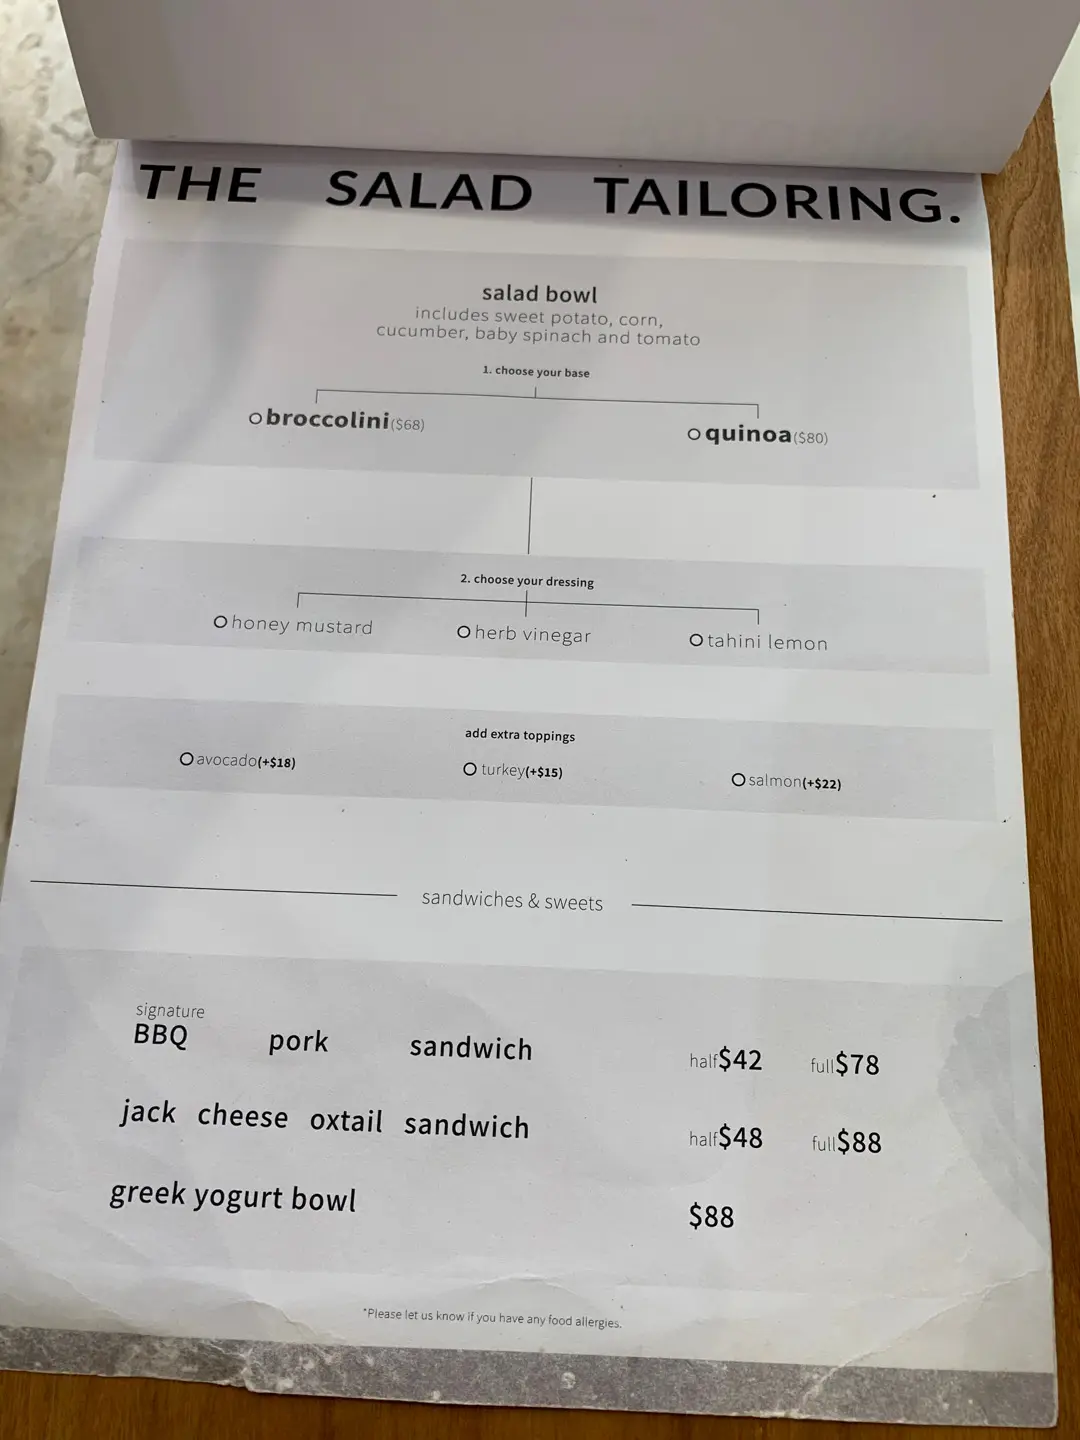 THE SALAD TAILORING.
salad bowl
includes sweet potato, corn,
cucumber, baby spinach and tomato
1. choose your base
broccolini($68) quinoa($80)
2. choose your dressing
honey mustard herb vinegar tahini lemon
add extra toppings
avocado(+$18) turkey(+$15) salmon(+$22)
sandwiches & sweets
signature
BBQ pork sandwich half$42 full$78
jack cheese oxtail sandwich half$48 full$88
greek yogurt bowl $88
*Please let us know if you have any food allergies.